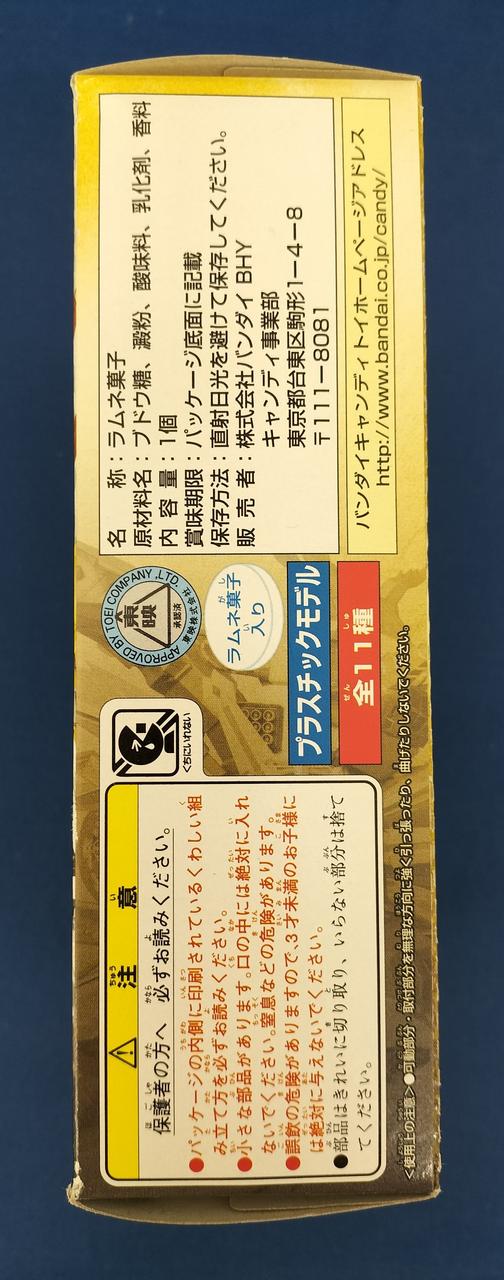 ⚠注意
保護者の方へ 必ずお読みください。
●パッケージの内側に印刷されているくわしい組
み立て方を必ずお読みください。
●小さな部品があります。口の中には絶対に入れ
ないでください。窒息などの危険があります。
●誤飲の危険がありますので、3才未満のお子様に
は絶対に与えないでください。
●部品はきれいに切り取り、いらない部分は捨て
てください。
<使用上の注意>●可動部分・取付部分を無理な方向に強く引っ張ったり、曲げたりしないでください。
くちにいれない
APPROVED BY TOEI COMPANY, LTD.
東映
承認済
東映株式会社
ラムネ菓子
入り
プラスチックモデル
全11種
名称:ラムネ菓子
原材料名:ブドウ糖、澱粉、酸味料、乳化剤、香料
内容量:1個
賞味期限:パッケージ底面に記載
保存方法:直射日光を避けて保存してください。
販売者:株式会社バンダイ BHY
キャンディ事業部
東京都台東区駒形1-4-8
〒111-8081
バンダイキャンディトイホームページアドレス
http://www.bandai.co.jp/candy/